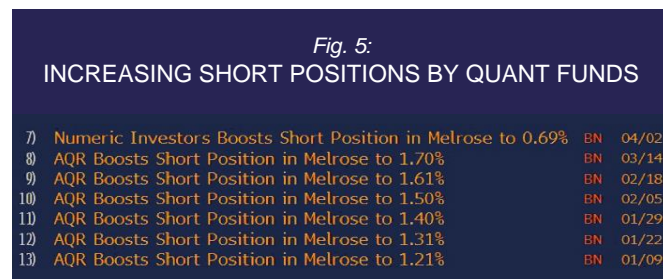 Fig. 5:
INCREASING SHORT POSITIONS BY QUANT FUNDS
7) Numeric Investors Boosts Short Position in Melrose to 0.69% BN 04/02
8) AQR Boosts Short Position in Melrose to 1.70% BN 03/14
9) AQR Boosts Short Position in Melrose to 1.61% BN 02/18
10) AQR Boosts Short Position in Melrose to 1.50% BN 02/05
11) AQR Boosts Short Position in Melrose to 1.40% BN 01/29
12) AQR Boosts Short Position in Melrose to 1.31% BN 01/22
13) AQR Boosts Short Position in Melrose to 1.21% BN 01/09